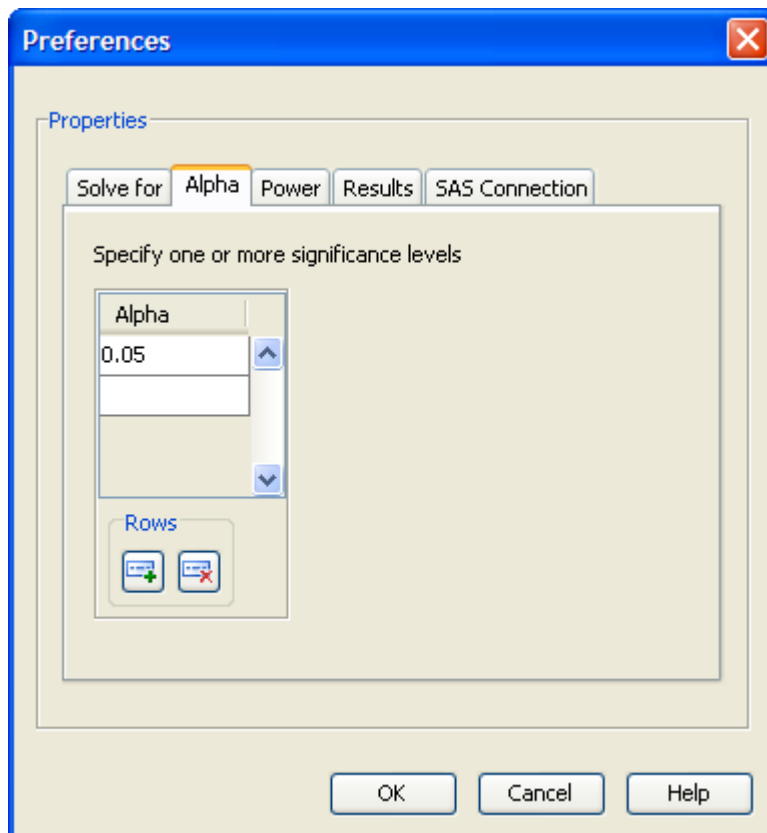 Preferences
Properties
Solve for Alpha Power Results SAS Connection
Specify one or more significance levels
Alpha
0.05
Rows
OK Cancel Help